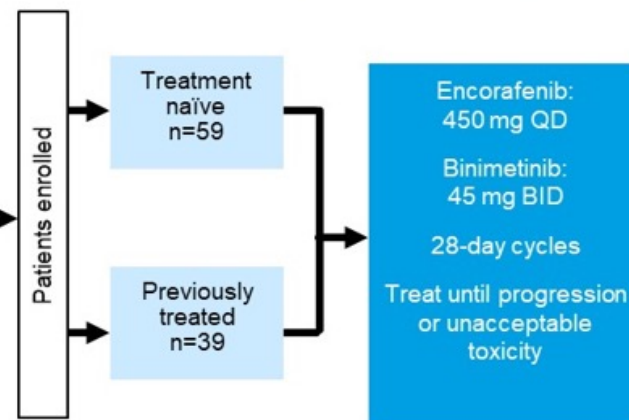 Patients enrolled
Treatment
naïve
n=59
Previously
treated
n=39
Encorafenib:
450 mg QD
Binimetinib:
45 mg BID
28-day cycles
Treat until progression
or unacceptable
toxicity